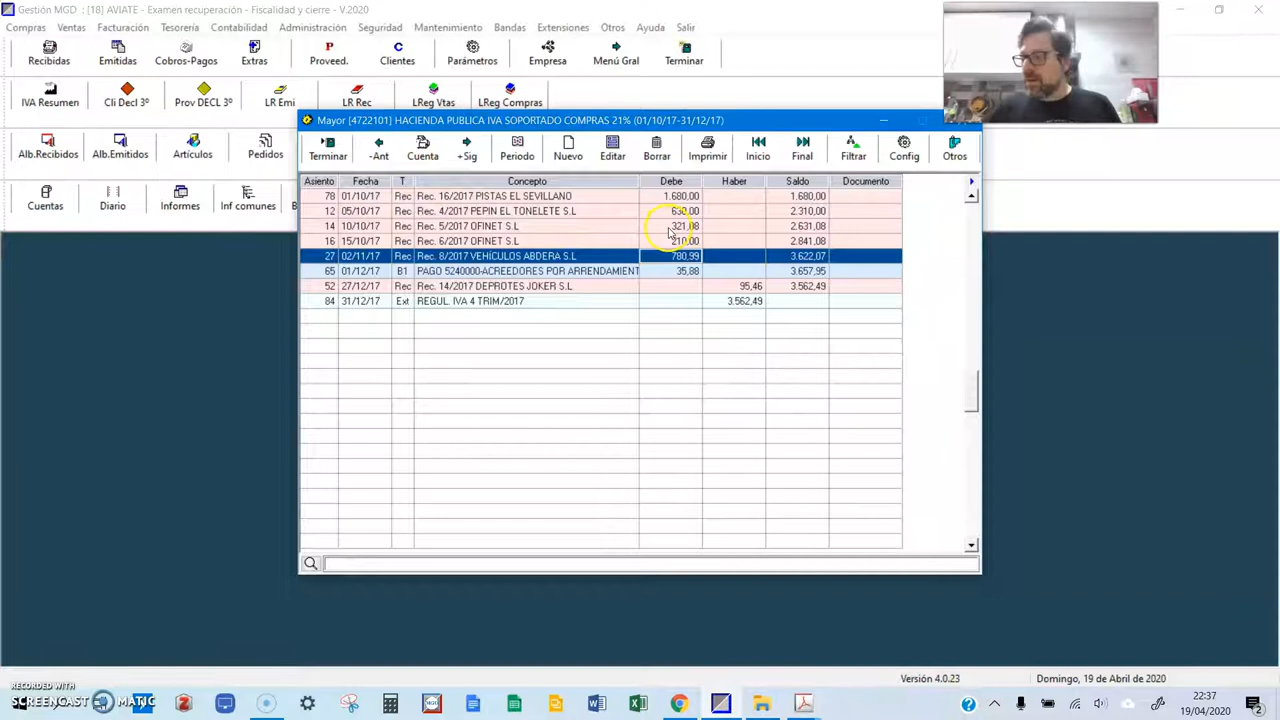 Gestión MGD : [18] AVIATE - Examen recuperación - Fiscalidad y cierre - V.2020
Compras Ventas Facturación Tesorería Contabilidad Administración Seguridad Mantenimiento Bandas Extensiones Otros Ayuda Salir
Recibidas Emitidas Cobros-Pagos Extras Proveed. Clientes Parámetros Empresa Menú Gral Terminar
IVA Resumen Cli Decl 3º Prov DECL 3º LR Emi LR Rec LReg Vtas LReg Compras
Mayor [4722101] HACIENDA PUBLICA IVA SOPORTADO COMPRAS 21% (01/10/17-31/12/17)
Alb.Recibidos Alb.Emitidos Artículos Pedidos
Terminar -Ant Cuenta +Sig Periodo Nuevo Editar Borrar Imprimir Inicio Final Filtrar Config Otros
Cuentas Diario Informes Inf comunes
Asiento Fecha T Concepto Debe Haber Saldo Documento
78 01/10/17 Rec Rec. 16/2017 PISTAS EL SEVILLANO 1.680,00 1.680,00
12 05/10/17 Rec Rec. 4/2017 PEPIN EL TONELETE S.L 630,00 2.310,00
14 10/10/17 Rec Rec. 5/2017 OFINET S.L 321,08 2.631,08
16 15/10/17 Rec Rec. 6/2017 OFINET S.L 210,00 2.841,08
27 02/11/17 Rec Rec. 8/2017 VEHÍCULOS ABDERA S.L 780,99 3.622,07
65 01/12/17 B1 PAGO 5240000-ACREEDORES POR ARRENDAMIENT 35,88 3.657,95
52 27/12/17 Rec Rec. 14/2017 DEPROTES JOKER S.L 95,46 3.562,49
84 31/12/17 Ext REGUL. IVA 4 TRIM/2017 3.562,49
Versión 4.0.23 Domingo, 19 de Abril de 2020
RECORDED WITH
SCREENCAST MATIC
22:37
19/04/2020
2